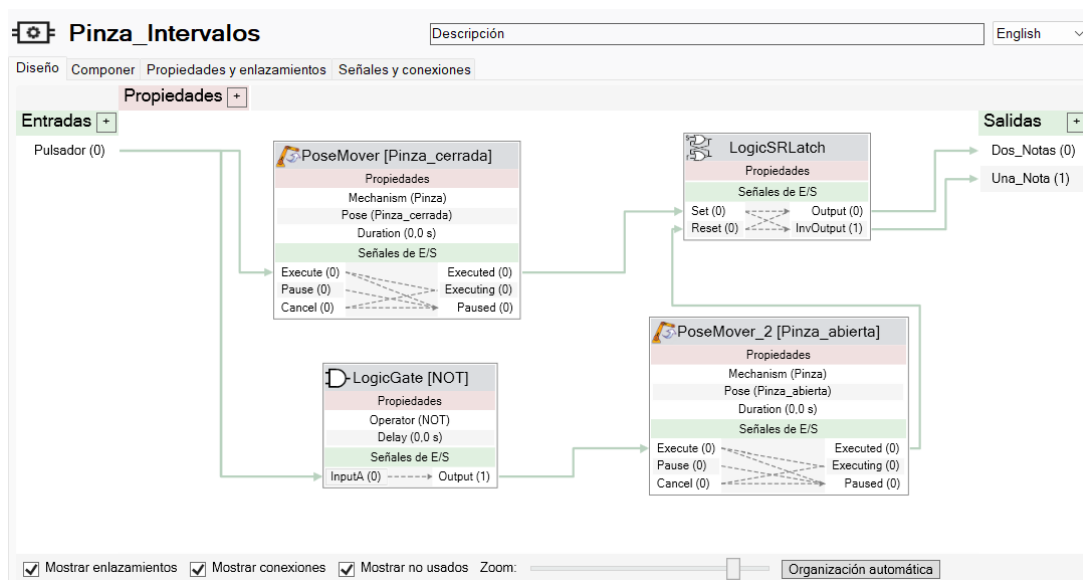 Pinza_Intervalos
Descripción
English
Diseño Componer Propiedades y enlazamientos Señales y conexiones
Propiedades +
Entradas +
Salidas +
Pulsador (0)
Dos_Notas (0)
Una_Nota (1)
PoseMover [Pinza_cerrada]
Propiedades
Mechanism (Pinza)
Pose (Pinza_cerrada)
Duration (0,0 s)
Señales de E/S
Execute (0) Executed (0)
Pause (0) Executing (0)
Cancel (0) Paused (0)
LogicSRLatch
Propiedades
Señales de E/S
Set (0) Output (0)
Reset (0) InvOutput (1)
LogicGate [NOT]
Propiedades
Operator (NOT)
Delay (0,0 s)
Señales de E/S
InputA (0) Output (1)
PoseMover_2 [Pinza_abierta]
Propiedades
Mechanism (Pinza)
Pose (Pinza_abierta)
Duration (0,0 s)
Señales de E/S
Execute (0) Executed (0)
Pause (0) Executing (0)
Cancel (0) Paused (0)
Mostrar enlazamientos Mostrar conexiones Mostrar no usados Zoom: Organización automática